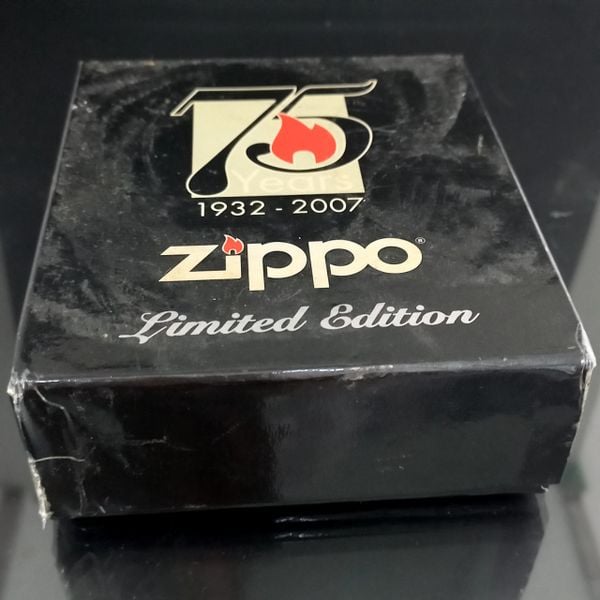 75
Years
1932 - 2007
zippo®
Limited Edition